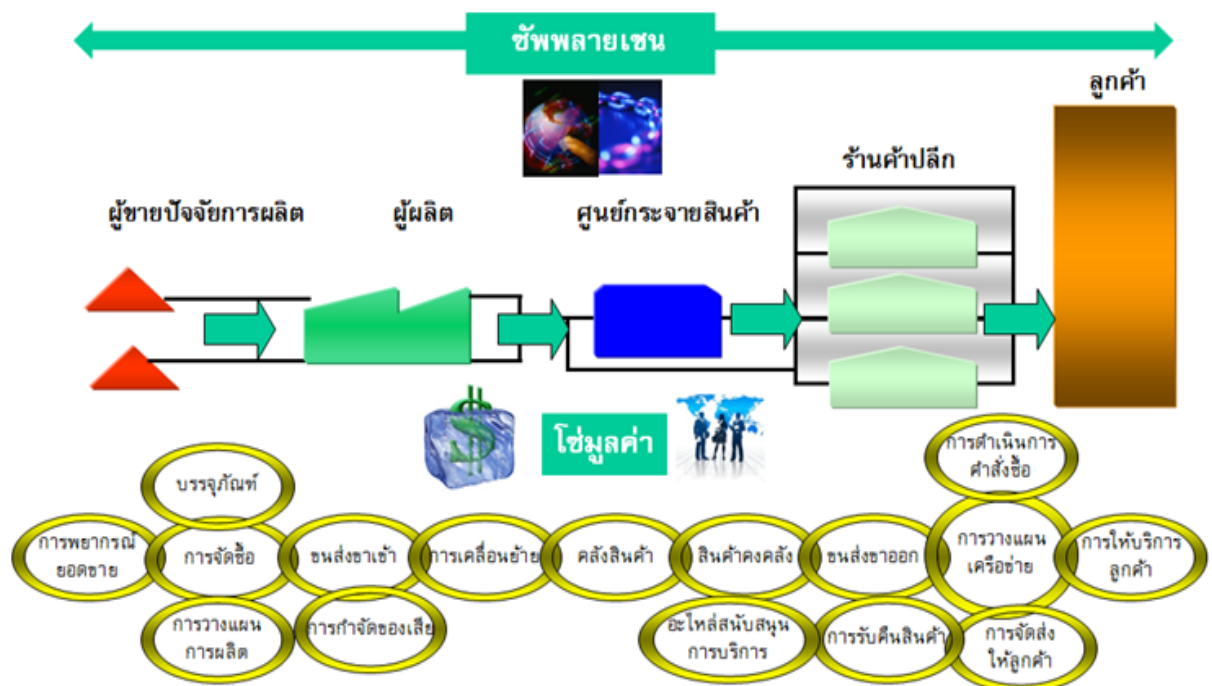 ซัพพลายเชน
ลูกค้า
ร้านค้าปลีก
ผู้ขายปัจจัยการผลิต
ผู้ผลิต
ศูนย์กระจายสินค้า
โซ่มูลค่า
การดำเนินการ
คำสั่งซื้อ
บรรจุภัณฑ์
การพยากรณ์
ยอดขาย
การจัดซื้อ
ขนส่งขาเข้า
การเคลื่อนย้าย
คลังสินค้า
สินค้าคงคลัง
ขนส่งขาออก
การวางแผน
เครือข่าย
การให้บริการ
ลูกค้า
การวางแผน
การผลิต
การกำจัดของเสีย
อะไหล่สนับสนุน
การบริการ
การรับคืนสินค้า
การจัดส่ง
ให้ลูกค้า